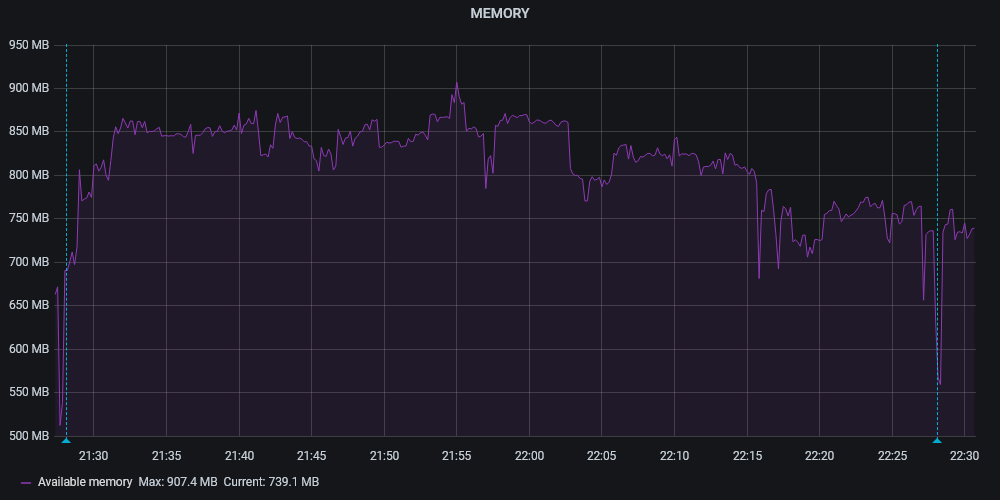 MEMORY
950 MB
900 MB
850 MB
800 MB
750 MB
700 MB
650 MB
600 MB
550 MB
500 MB
21:30 21:35 21:40 21:45 21:50 21:55 22:00 22:05 22:10 22:15 22:20 22:25 22:30
Available memory Max: 907.4 MB Current: 739.1 MB